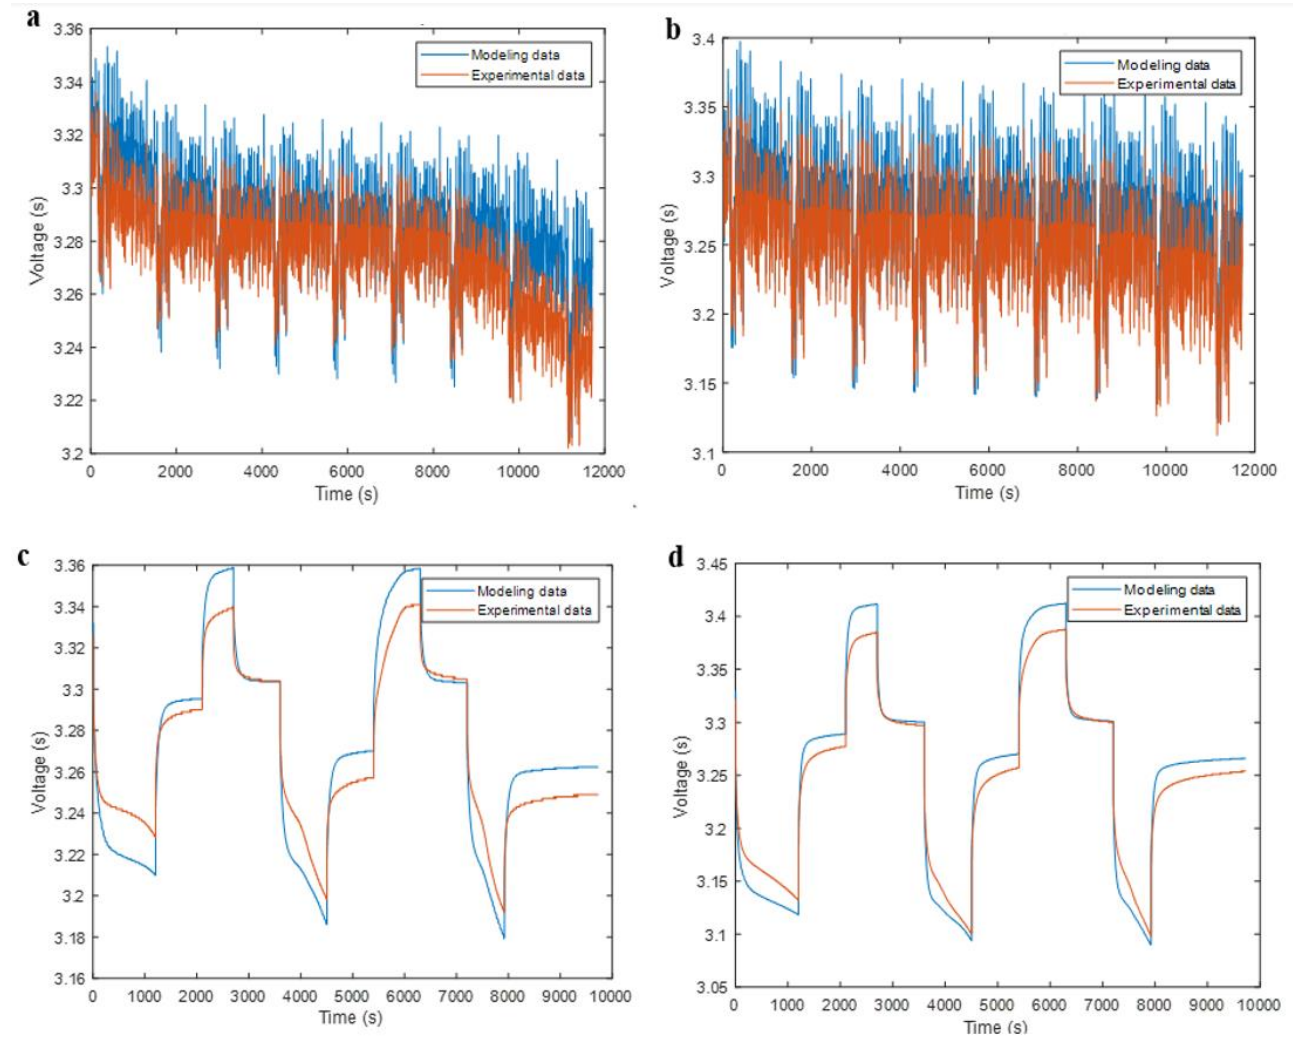 a
3.36
3.34
3.32
3.3
3.28
3.26
3.24
3.22
3.2
Voltage (s)
0 2000 4000 6000 8000 10000 12000
Time (s)
Modeling data
Experimental data
b
3.4
3.35
3.3
3.25
3.2
3.15
3.1
Voltage (s)
0 2000 4000 6000 8000 10000 12000
Time (s)
Modeling data
Experimental data
c
3.36
3.34
3.32
3.3
3.28
3.26
3.24
3.22
3.2
3.18
3.16
Voltage (s)
0 1000 2000 3000 4000 5000 6000 7000 8000 9000 10000
Time (s)
Modeling data
Experimental data
d
3.45
3.4
3.35
3.3
3.25
3.2
3.15
3.1
3.05
Voltage (s)
0 1000 2000 3000 4000 5000 6000 7000 8000 9000 10000
Time (s)
Modeling data
Experimental data